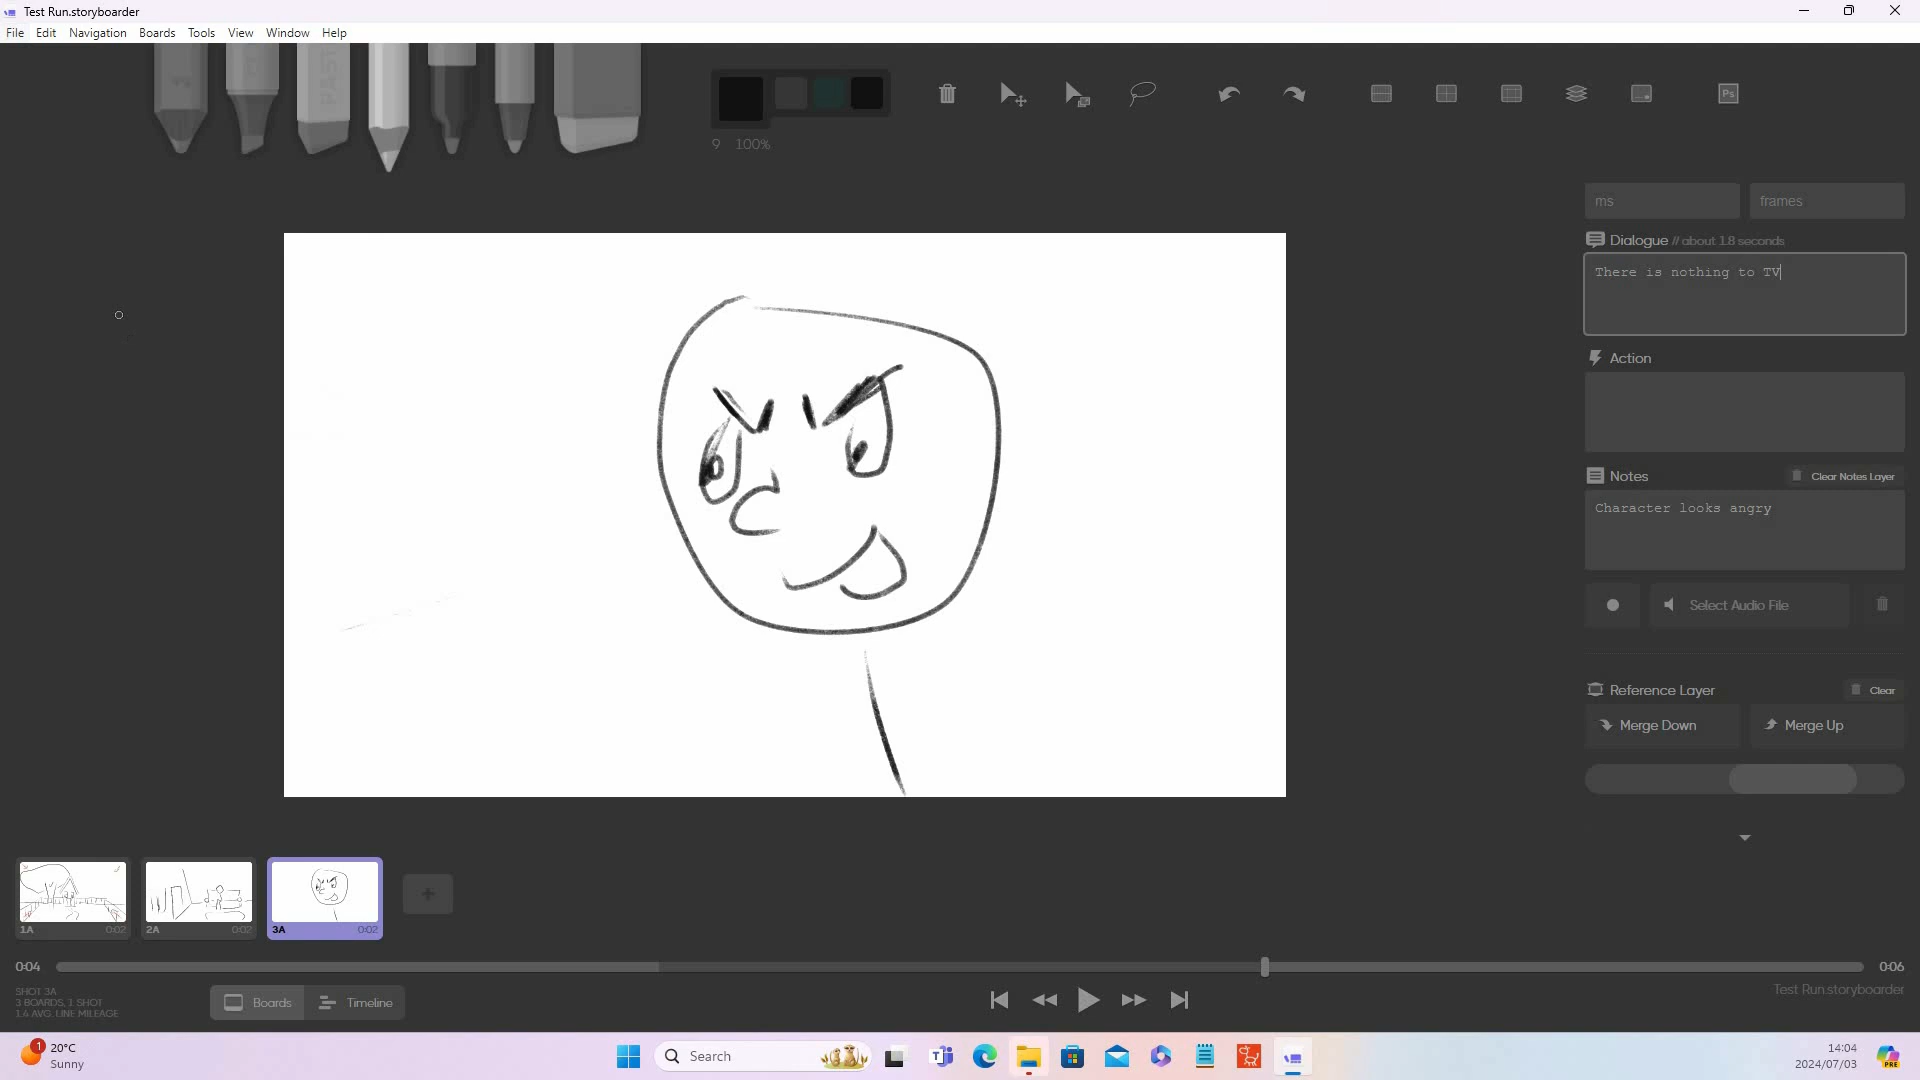 Test Run.storyboarder
File Edit Navigation Boards Tools View Window Help
9 100%
Ps
ms frames
Dialogue // about 1.8 seconds
There is nothing to TV
Action
Notes Clear Notes Layer
Character looks angry
Select Audio File
Reference Layer Clear
Merge Down Merge Up
1A 0:02 2A 0:02 3A 0:02
0:04 0:06
SHOT 3A
3 BOARDS, 1 SHOT
1.4 AVG. LINE MILEAGE
Boards Timeline
Test Run.storyboarder
1 20°C
Sunny
Search
14:04
2024/07/03
PRE